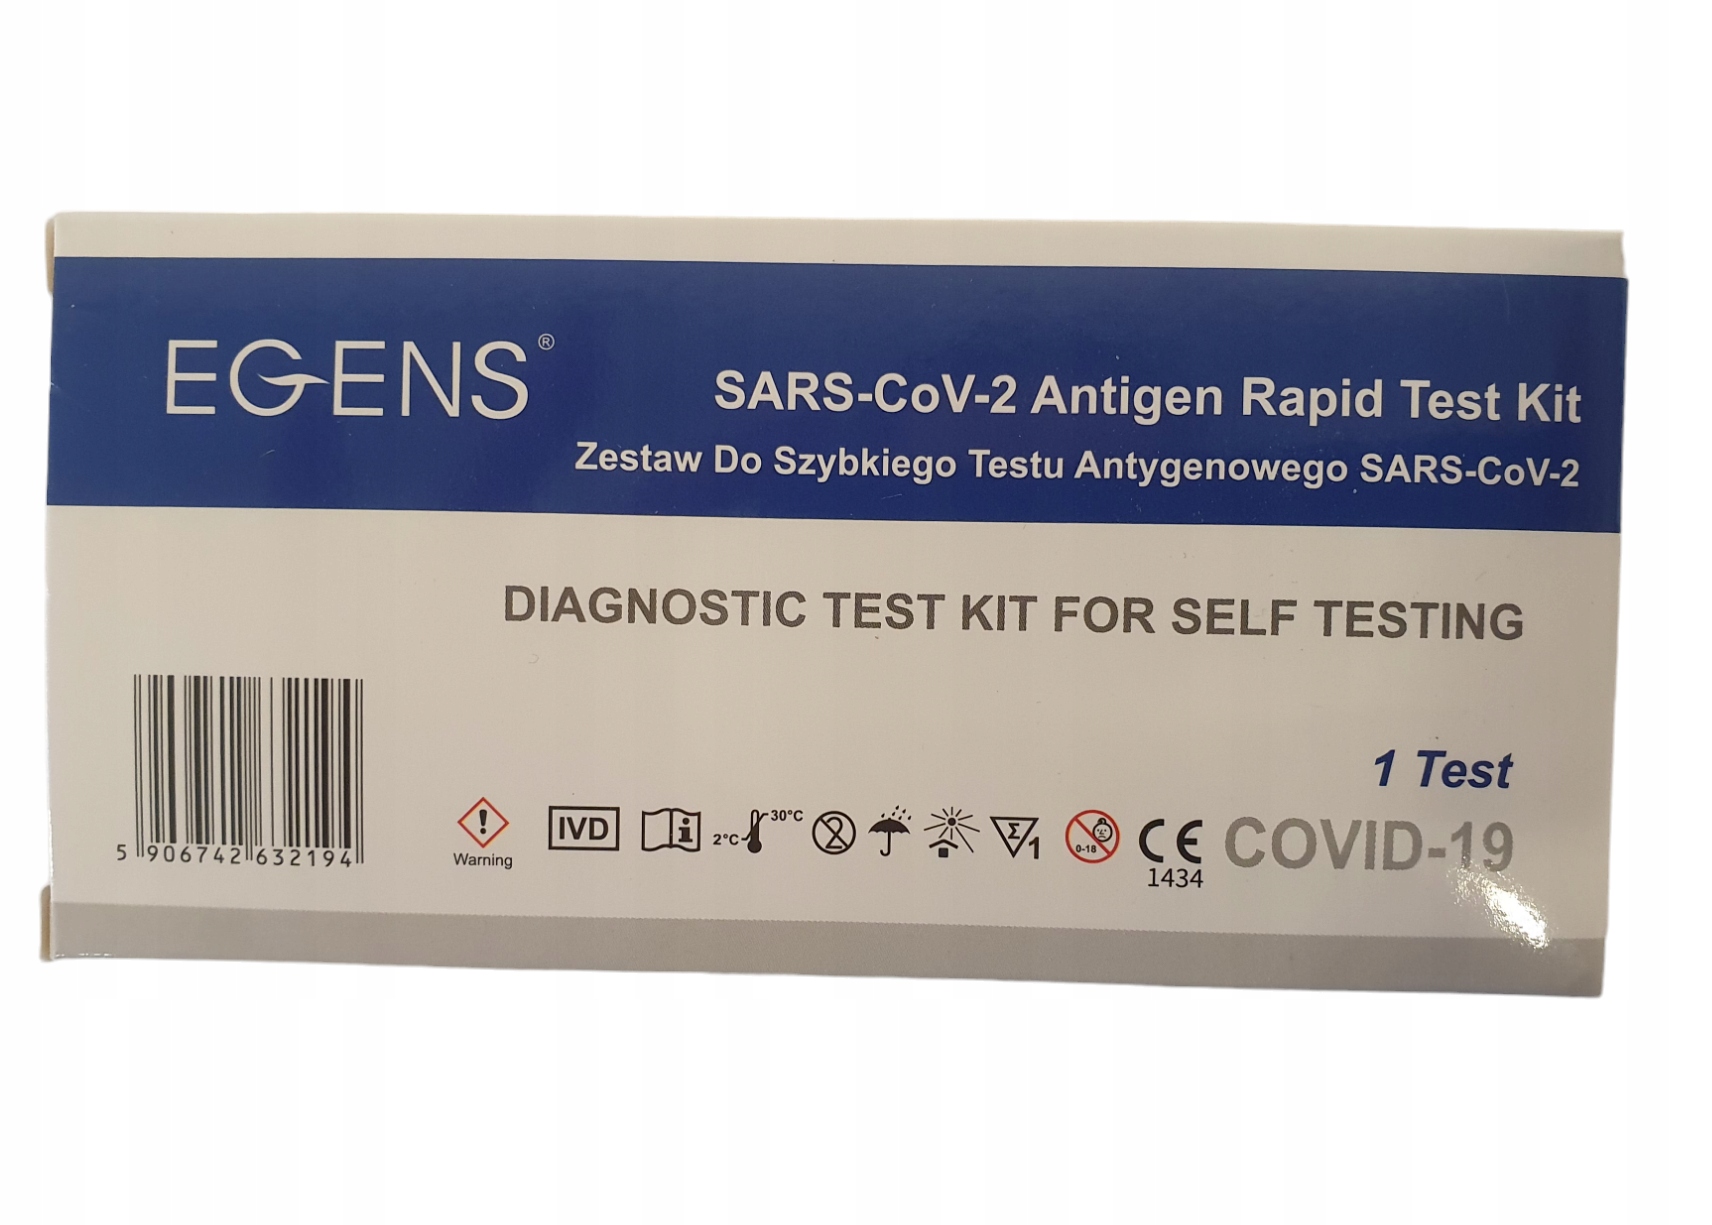 EGENS®
SARS-CoV-2 Antigen Rapid Test Kit
Zestaw Do Szybkiego Testu Antygenowego SARS-CoV-2
DIAGNOSTIC TEST KIT FOR SELF TESTING
1 Test
5 906742 632194
Warning
IVD
i
2°C
30°C
2
Σ
1
0-18
CE
1434
COVID-19